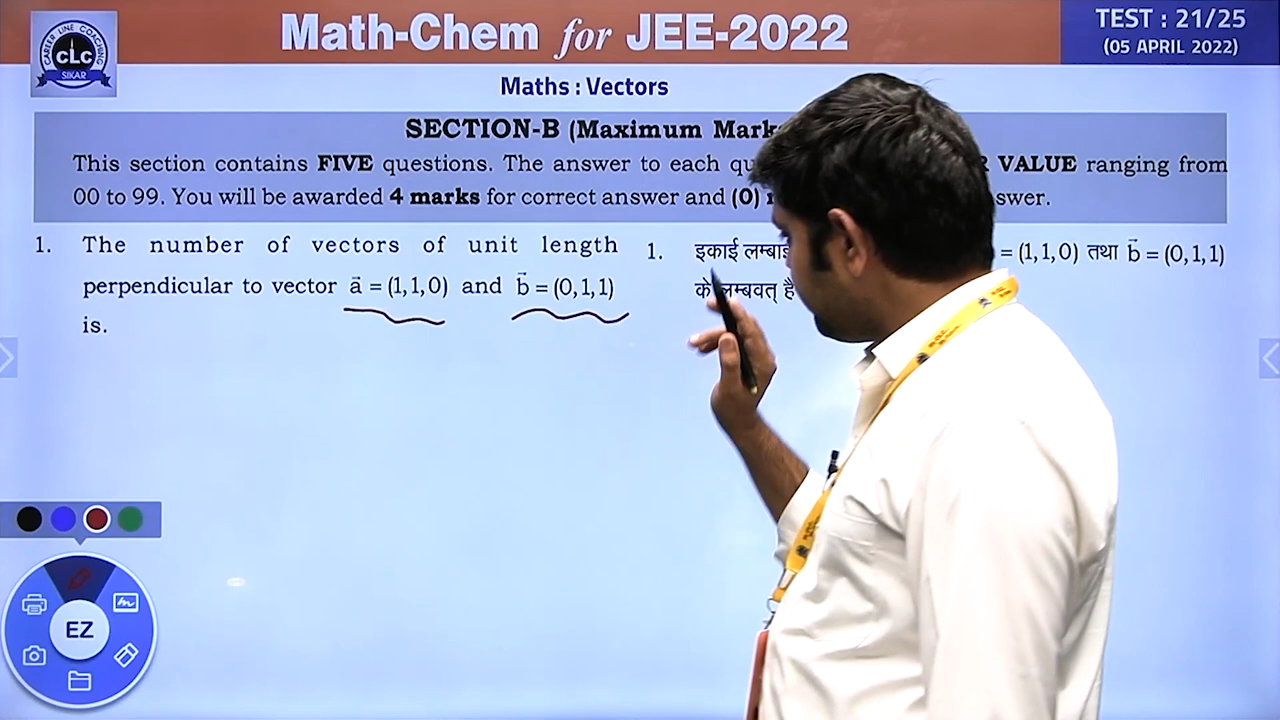 Math-Chem for JEE-2022
TEST : 21/25
(05 APRIL 2022)
CAREER LINE COACHING
CLC
SIKAR
Maths : Vectors
SECTION-B (Maximum
This section contains FIVE questions. The answer to each VALUE ranging from
00 to 99. You will be awarded 4 marks for correct answer and (0)
1. The number of vectors of unit length
perpendicular to vector a⃗ = (1,1,0) and b⃗ = (0,1,1)
is.
1. इकाई = (1,1,0) तथा b⃗ = (0,1,1)
के लम्बवत्
EZ